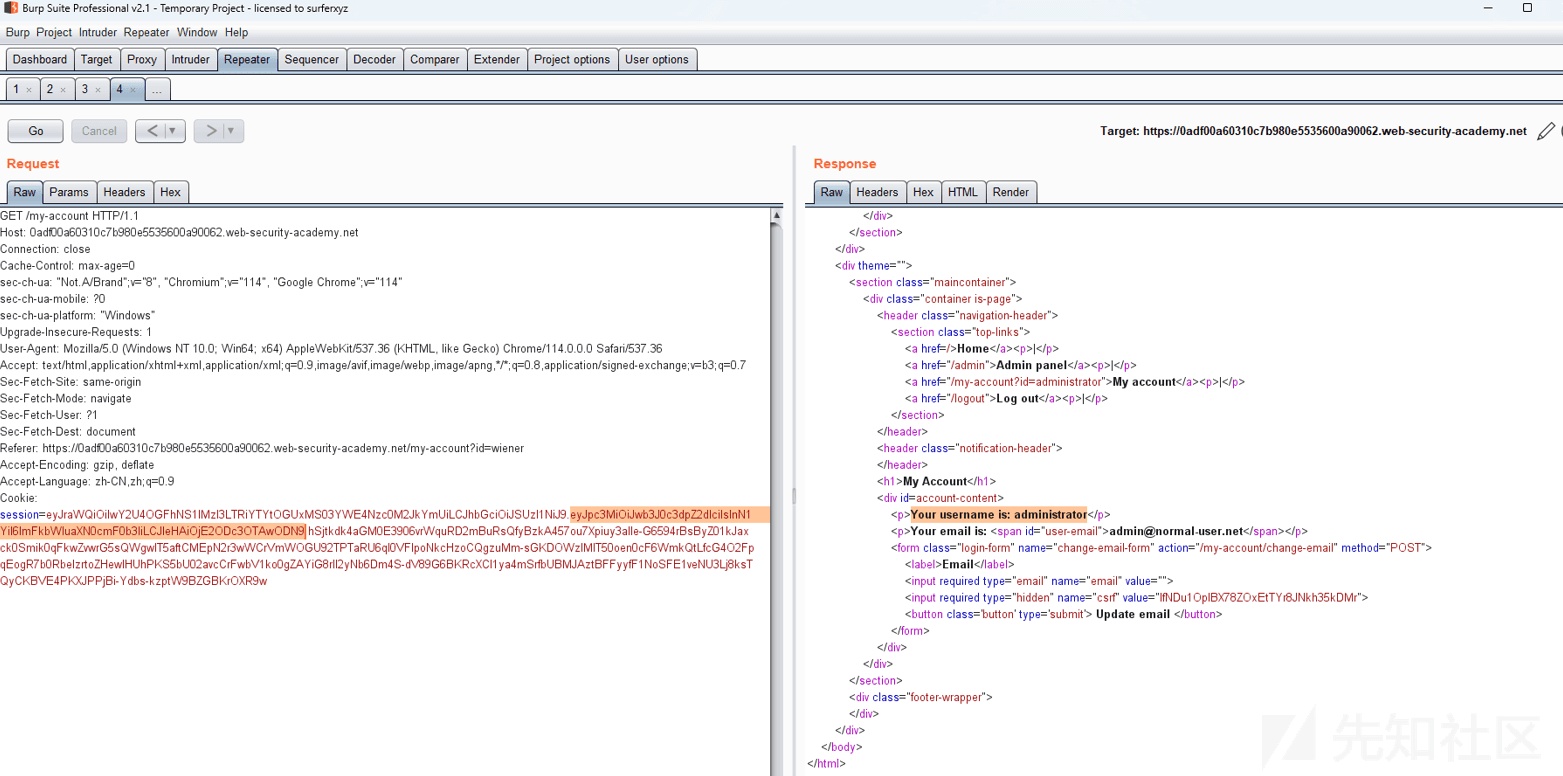 Burp Suite Professional v2.1 - Temporary Project - licensed to surferxyz
Burp Project Intruder Repeater Window Help
Dashboard Target Proxy Intruder Repeater Sequencer Decoder Comparer Extender Project options User options
1 × 2 × 3 × 4 × ...
Go Cancel < ▼ > ▼
Target: https://0adf00a60310c7b980e5535600a90062.web-security-academy.net
Request
Raw Params Headers Hex
GET /my-account HTTP/1.1
Host: 0adf00a60310c7b980e5535600a90062.web-security-academy.net
Connection: close
Cache-Control: max-age=0
sec-ch-ua: "Not.A/Brand";v="8", "Chromium";v="114", "Google Chrome";v="114"
sec-ch-ua-mobile: ?0
sec-ch-ua-platform: "Windows"
Upgrade-Insecure-Requests: 1
User-Agent: Mozilla/5.0 (Windows NT 10.0; Win64; x64) AppleWebKit/537.36 (KHTML, like Gecko) Chrome/114.0.0.0 Safari/537.36
Accept: text/html,application/xhtml+xml,application/xml;q=0.9,image/avif,image/webp,image/apng,*/*;q=0.8,application/signed-exchange;v=b3;q=0.7
Sec-Fetch-Site: same-origin
Sec-Fetch-Mode: navigate
Sec-Fetch-User: ?1
Sec-Fetch-Dest: document
Referer: https://0adf00a60310c7b980e5535600a90062.web-security-academy.net/my-account?id=wiener
Accept-Encoding: gzip, deflate
Accept-Language: zh-CN,zh;q=0.9
Cookie:
session=
Response
Raw Headers Hex HTML Render
</div>
</section>
</div>
<div theme="">
<section class="maincontainer">
<div class="container is-page">
<header class="navigation-header">
<section class="top-links">
<a href=/>Home</a><p>|</p>
<a href="/admin">Admin panel</a><p>|</p>
<a href="/my-account?id=administrator">My account</a><p>|</p>
<a href="/logout">Log out</a><p>|</p>
</section>
</header>
<header class="notification-header">
</header>
<h1>My Account</h1>
<div id=account-content>
<p>Your username is: administrator</p>
<p>Your email is: <span id="user-email">admin@normal-user.net</span></p>
<form class="login-form" name="change-email-form" action="/my-account/change-email" method="POST">
<label>Email</label>
<input required type="email" name="email" value="">
<input required type="hidden" name="csrf" value="lfNDu1OpIBX78ZOxEtTYr8JNkh35kDMr">
<button class='button' type='submit'> Update email </button>
</form>
</div>
</div>
</section>
<div class="footer-wrapper">
</div>
</div>
</body>
</html>
先知社区